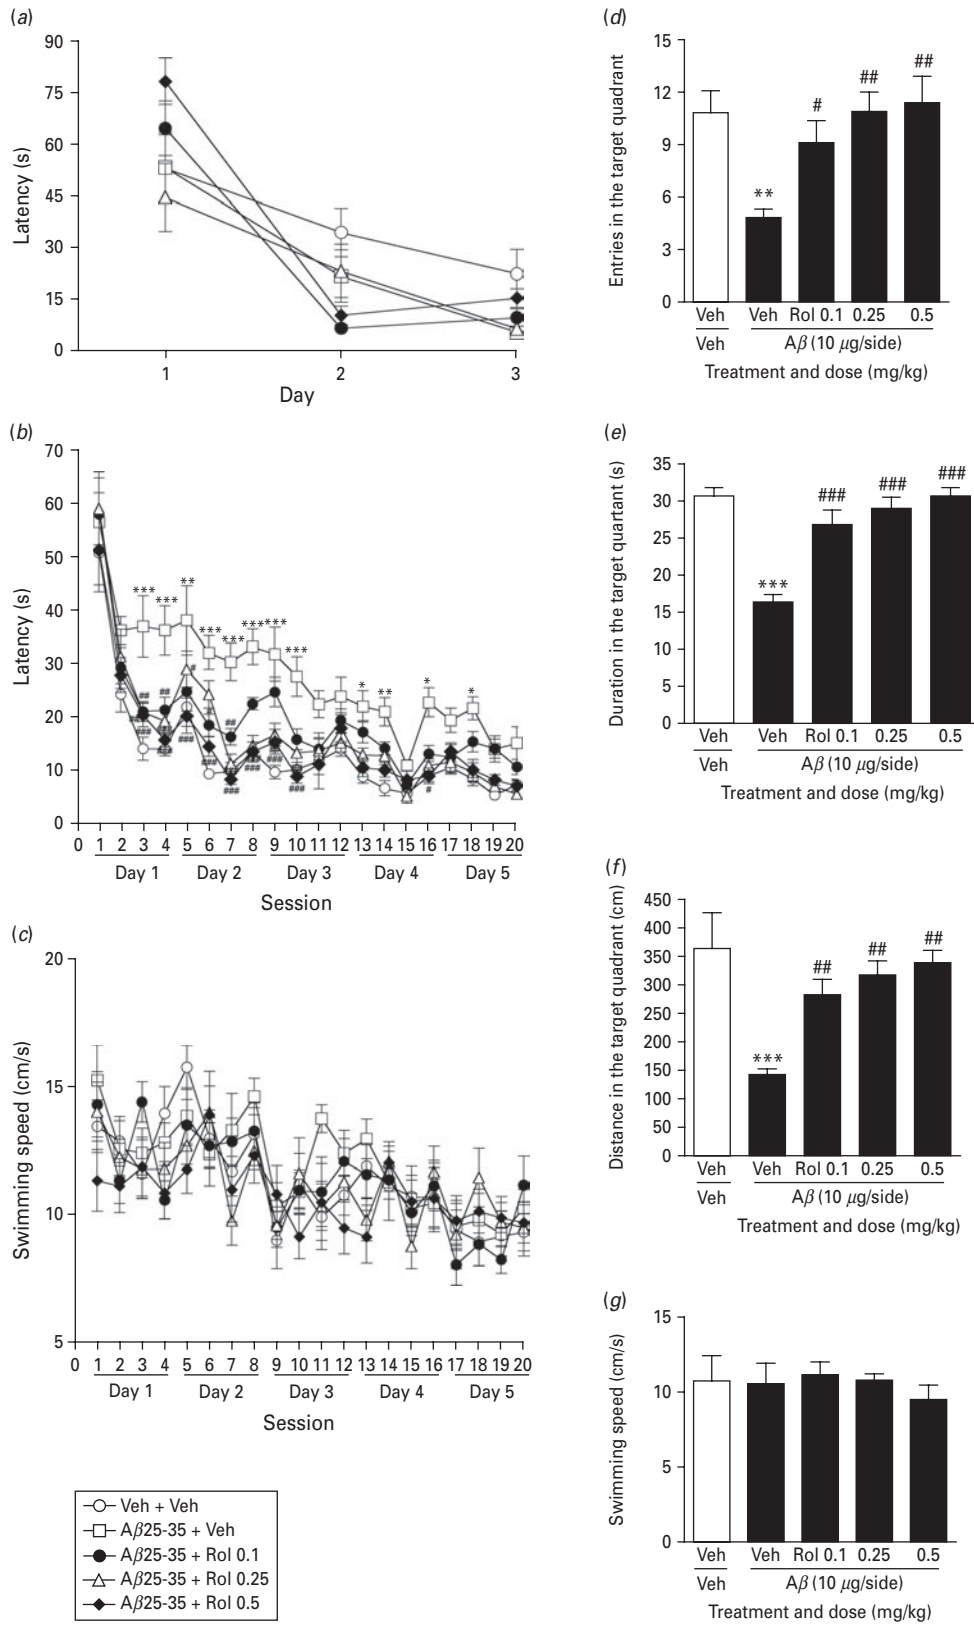 (a)
90
75
60
45
30
15
0
Latency (s)
1 2 3
Day
(b)
70
60
50
40
30
20
10
0
Latency (s)
*** *** ** *** *** *** *** *** * ** * *
0 1 2 3 4 5 6 7 8 9 10 11 12 13 14 15 16 17 18 19 20
Day 1 Day 2 Day 3 Day 4 Day 5
Session
(c)
20
15
10
5
Swimming speed (cm/s)
0 1 2 3 4 5 6 7 8 9 10 11 12 13 14 15 16 17 18 19 20
Day 1 Day 2 Day 3 Day 4 Day 5
Session
Veh + Veh
Aβ25-35 + Veh
Aβ25-35 + Rol 0.1
Aβ25-35 + Rol 0.25
Aβ25-35 + Rol 0.5
(d)
15
12
9
6
3
0
Entries in the target quadrant
** # ## ##
Veh Veh Rol 0.1 0.25 0.5
Veh Aβ (10 μg/side)
Treatment and dose (mg/kg)
(e)
35
30
25
20
15
10
5
0
Duration in the target quartant (s)
*** ### ### ###
Veh Veh Rol 0.1 0.25 0.5
Veh Aβ (10 μg/side)
Treatment and dose (mg/kg)
(f)
450
350
300
250
200
150
100
50
0
Distance in the target quadrant (cm)
*** ## ## ##
Veh Veh Rol 0.1 0.25 0.5
Veh Aβ (10 μg/side)
Treatment and dose (mg/kg)
(g)
15
10
5
0
Swimming speed (cm/s)
Veh Veh Rol 0.1 0.25 0.5
Veh Aβ (10 μg/side)
Treatment and dose (mg/kg)